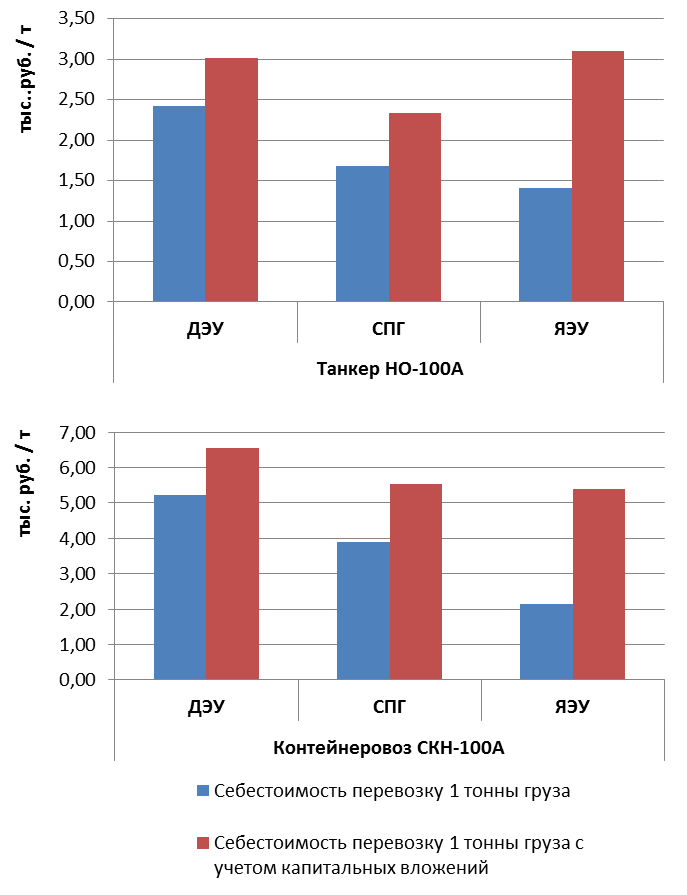 тыс..руб. / т
3,50
3,00
2,50
2,00
1,50
1,00
0,50
0,00
ДЭУ СПГ ЯЭУ
Танкер НО-100А
тыс. руб. / т
7,00
6,00
5,00
4,00
3,00
2,00
1,00
0,00
ДЭУ СПГ ЯЭУ
Контейнеровоз СКН-100А
Себестоимость перевозку 1 тонны груза
Себестоимость перевозку 1 тонны груза с
учетом капитальных вложений